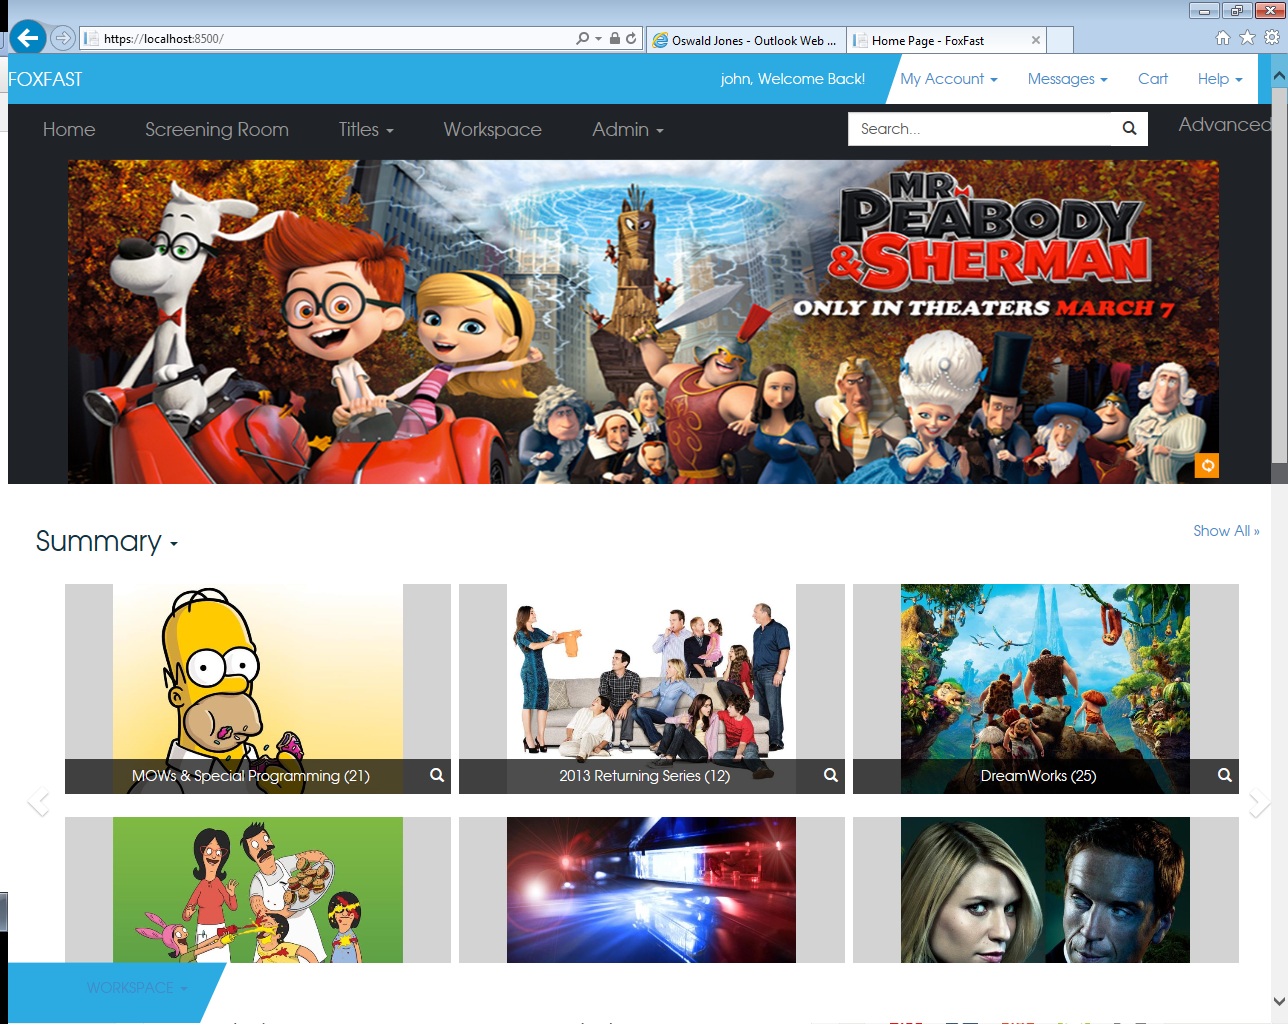 https://localhost:8500/
Oswald Jones - Outlook Web ...
Home Page - FoxFast
FOXFAST
john, Welcome Back!
My Account
Messages
Cart
Help
Home
Screening Room
Titles
Workspace
Admin
Search...
Advanced
MR.
PEABODY
& SHERMAN
ONLY IN THEATERS MARCH 7
Summary
Show All »
MOWs & Special Programming (21)
2013 Returning Series (12)
DreamWorks (25)
WORKSPACE